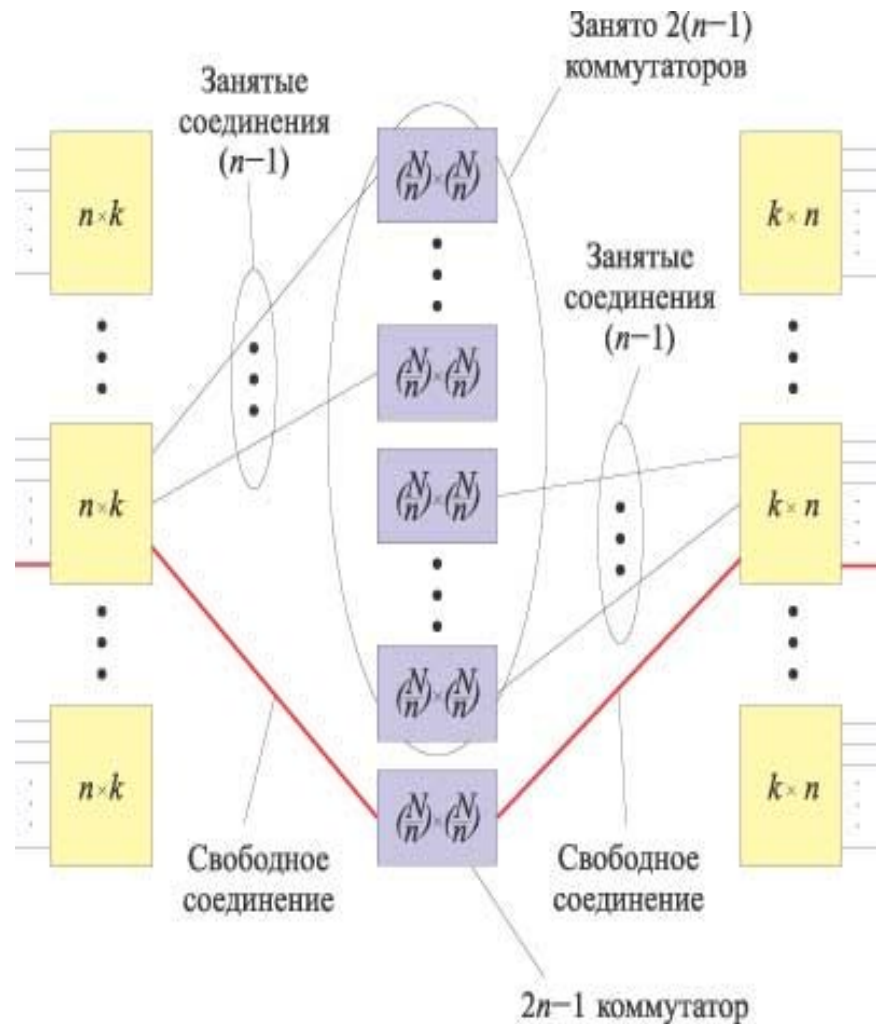 Занято 2(n−1)
коммутаторов
Занятые
соединения
(n−1)
n×k
(N/n)×(N/n)
k×n
Занятые
соединения
(n−1)
(N/n)×(N/n)
n×k
(N/n)×(N/n)
k×n
(N/n)×(N/n)
n×k
(N/n)×(N/n)
k×n
Свободное
соединение
Свободное
соединение
2n−1 коммутатор